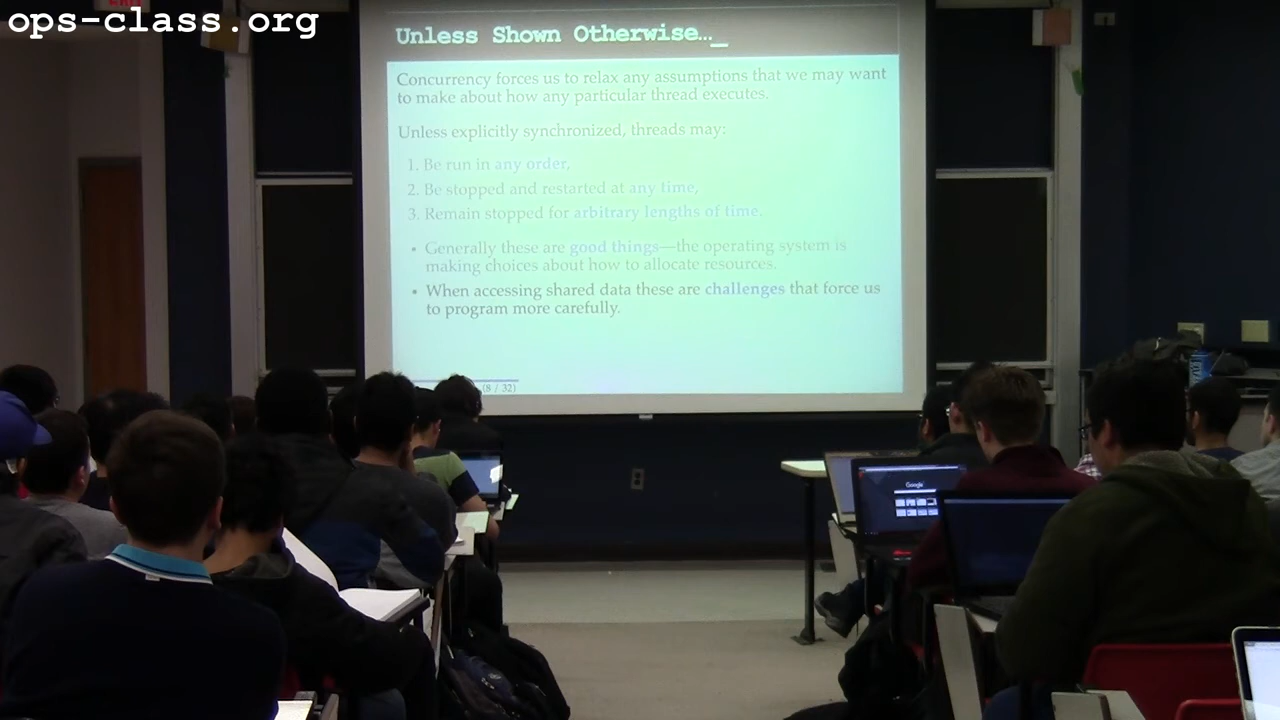 ops-class.org
Unless Shown Otherwise…_
Concurrency forces us to relax any assumptions that we may want
to make about how any particular thread executes.
Unless explicitly synchronized, threads may:
1. Be run in any order,
2. Be stopped and restarted at any time,
3. Remain stopped for arbitrary lengths of time.
• Generally these are good things—the operating system is
making choices about how to allocate resources.
• When accessing shared data these are challenges that force us
to program more carefully.
(8 / 32)
Google